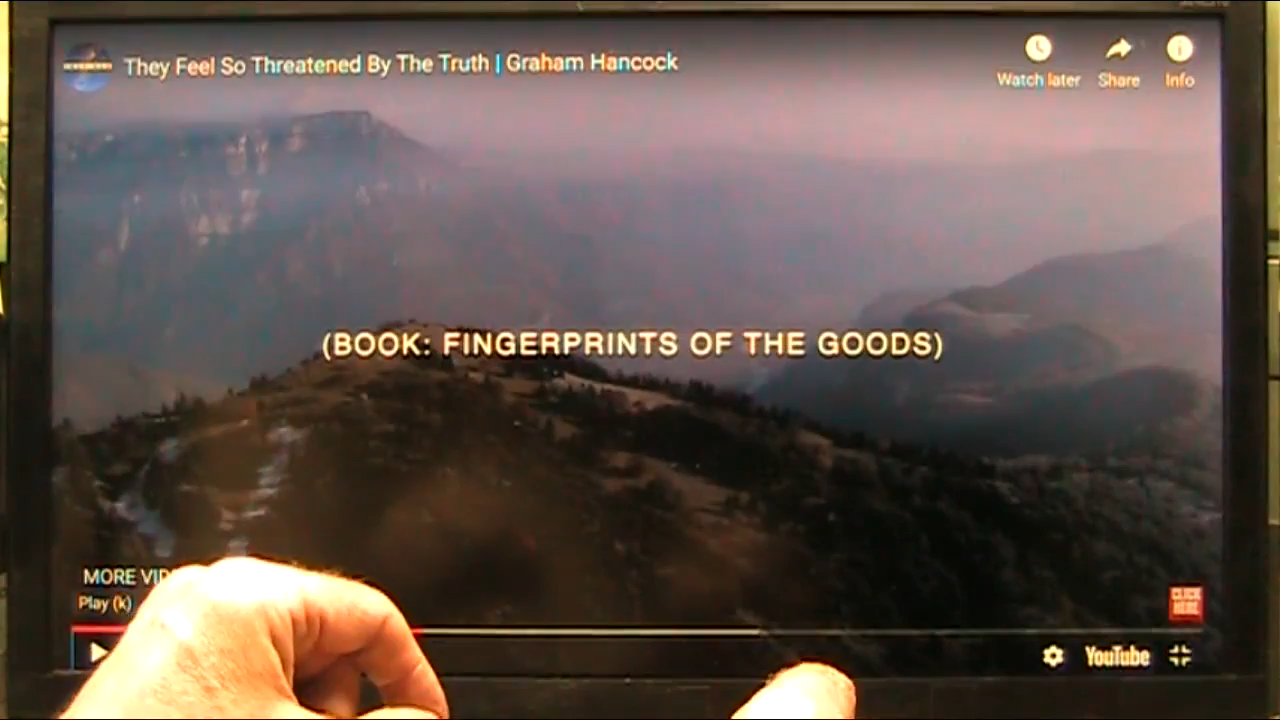 They Feel So Threatened By The Truth | Graham Hancock
Watch later
Share
Info
(BOOK: FINGERPRINTS OF THE GOODS)
MORE
Play (k)
CLICK
HERE
YouTube